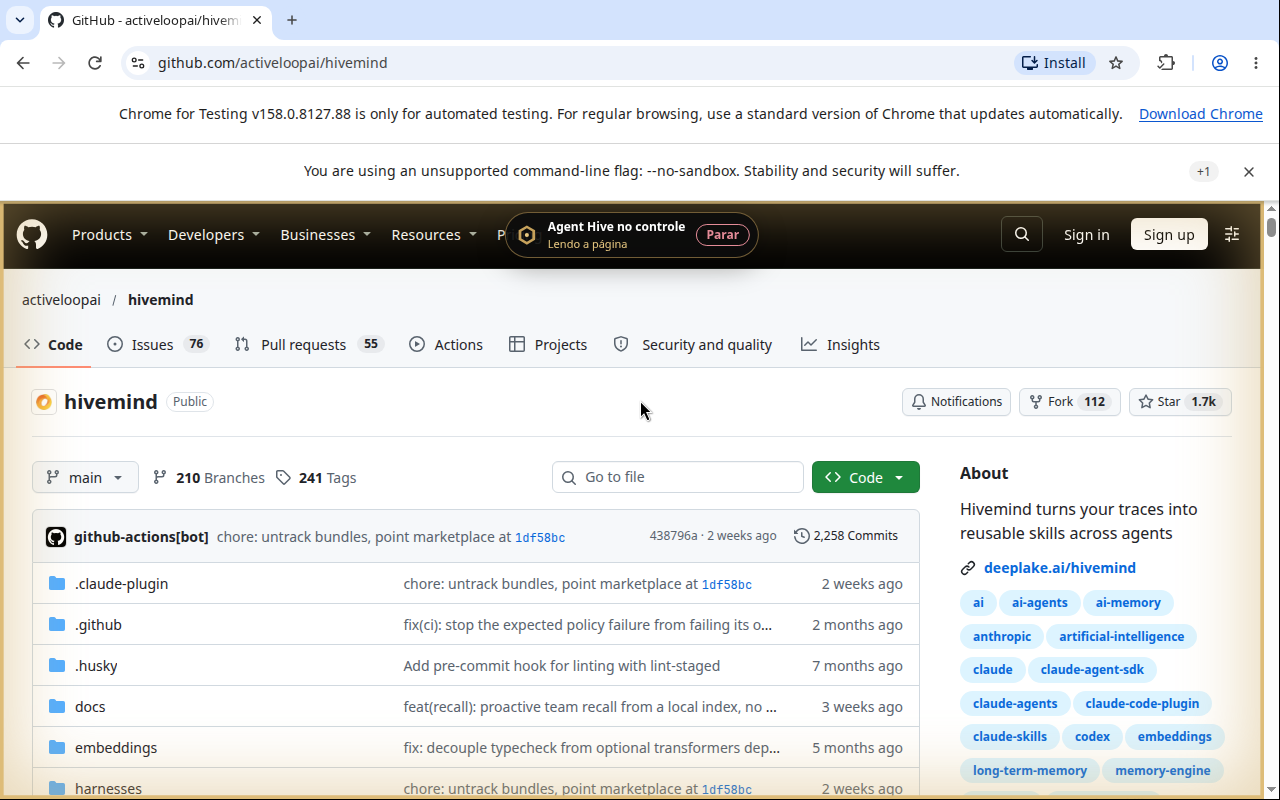 GitHub - activeloopai/hivem
github.com/activeloopai/hivemind
Install
Chrome for Testing v158.0.8127.88 is only for automated testing. For regular browsing, use a standard version of Chrome that updates automatically. Download Chrome
You are using an unsupported command-line flag: --no-sandbox. Stability and security will suffer. +1
Products Developers Businesses Resources Sign in Sign up
Agent Hive no controle
Lendo a página
Parar
activeloopai / hivemind
Code Issues 76 Pull requests 55 Actions Projects Security and quality Insights
hivemind Public Notifications Fork 112 Star 1.7k
main 210 Branches 241 Tags Go to file Code
github-actions[bot] chore: untrack bundles, point marketplace at 1df58bc 438796a · 2 weeks ago 2,258 Commits
.claude-plugin chore: untrack bundles, point marketplace at 1df58bc 2 weeks ago
.github fix(ci): stop the expected policy failure from failing its o... 2 months ago
.husky Add pre-commit hook for linting with lint-staged 7 months ago
docs feat(recall): proactive team recall from a local index, no ... 3 weeks ago
embeddings fix: decouple typecheck from optional transformers dep... 5 months ago
harnesses chore: untrack bundles, point marketplace at 1df58bc 2 weeks ago
About
Hivemind turns your traces into
reusable skills across agents
deeplake.ai/hivemind
ai ai-agents ai-memory
anthropic artificial-intelligence
claude claude-agent-sdk
claude-agents claude-code-plugin
claude-skills codex embeddings
long-term-memory memory-engine